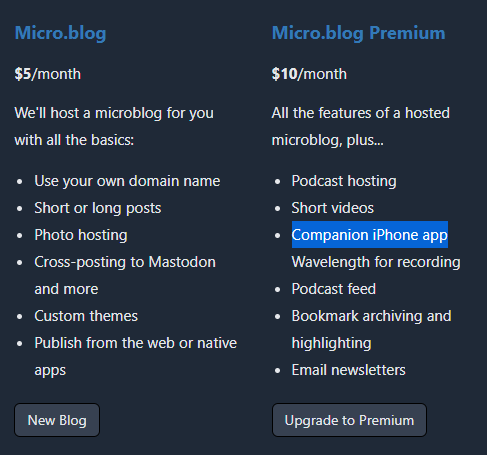 Micro.blog
$5/month
We'll host a microblog for you
with all the basics:
• Use your own domain name
• Short or long posts
• Photo hosting
• Cross-posting to Mastodon
and more
• Custom themes
• Publish from the web or native
apps
New Blog
Micro.blog Premium
$10/month
All the features of a hosted
microblog, plus...
• Podcast hosting
• Short videos
• Companion iPhone app
Wavelength for recording
• Podcast feed
• Bookmark archiving and
highlighting
• Email newsletters
Upgrade to Premium